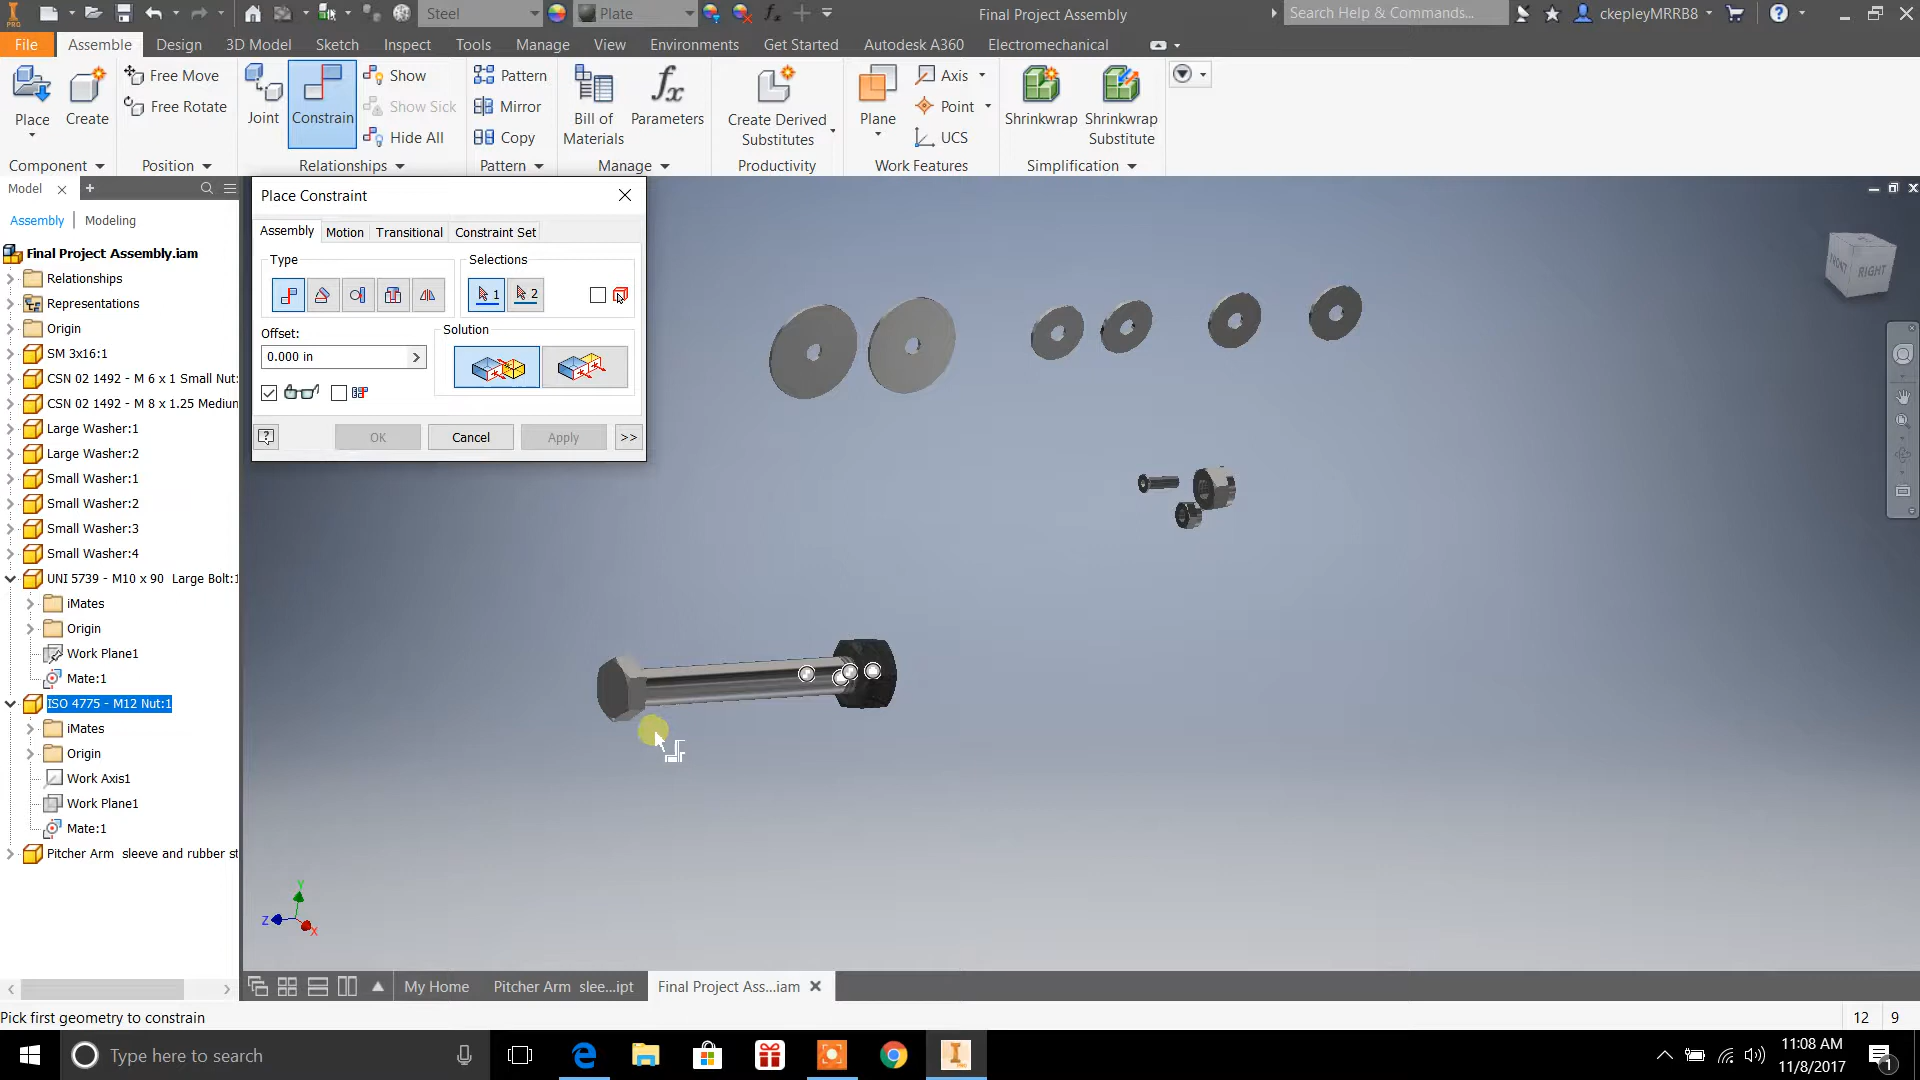 PRO
Steel
Plate
Final Project Assembly
Search Help & Commands...
ckepleyMRRB8
File
Assemble
Design
3D Model
Sketch
Inspect
Tools
Manage
View
Environments
Get Started
Autodesk A360
Electromechanical
Place
Create
Free Move
Free Rotate
Joint
Constrain
Show
Show Sick
Hide All
Pattern
Mirror
Copy
Bill of
Materials
Parameters
Create Derived
Substitutes
Plane
Axis
Point
UCS
Shrinkwrap
Shrinkwrap
Substitute
Component
Position
Relationships
Pattern
Manage
Productivity
Work Features
Simplification
Model
Assembly
Modeling
Final Project Assembly.iam
Relationships
Representations
Origin
SM 3x16:1
CSN 02 1492 - M 6 x 1 Small Nut:
CSN 02 1492 - M 8 x 1.25 Mediun
Large Washer:1
Large Washer:2
Small Washer:1
Small Washer:2
Small Washer:3
Small Washer:4
UNI 5739 - M10 x 90 Large Bolt:1
iMates
Origin
Work Plane1
Mate:1
ISO 4775 - M12 Nut:1
iMates
Origin
Work Axis1
Work Plane1
Mate:1
Pitcher Arm sleeve and rubber st
Place Constraint
Assembly
Motion
Transitional
Constraint Set
Type
Selections
1
2
Offset:
0.000 in
Solution
OK
Cancel
Apply
>>
FRONT
RIGHT
Y
Z
X
My Home
Pitcher Arm slee...ipt
Final Project Ass...iam
Pick first geometry to constrain
12
9
Type here to search
11:08 AM
11/8/2017
1